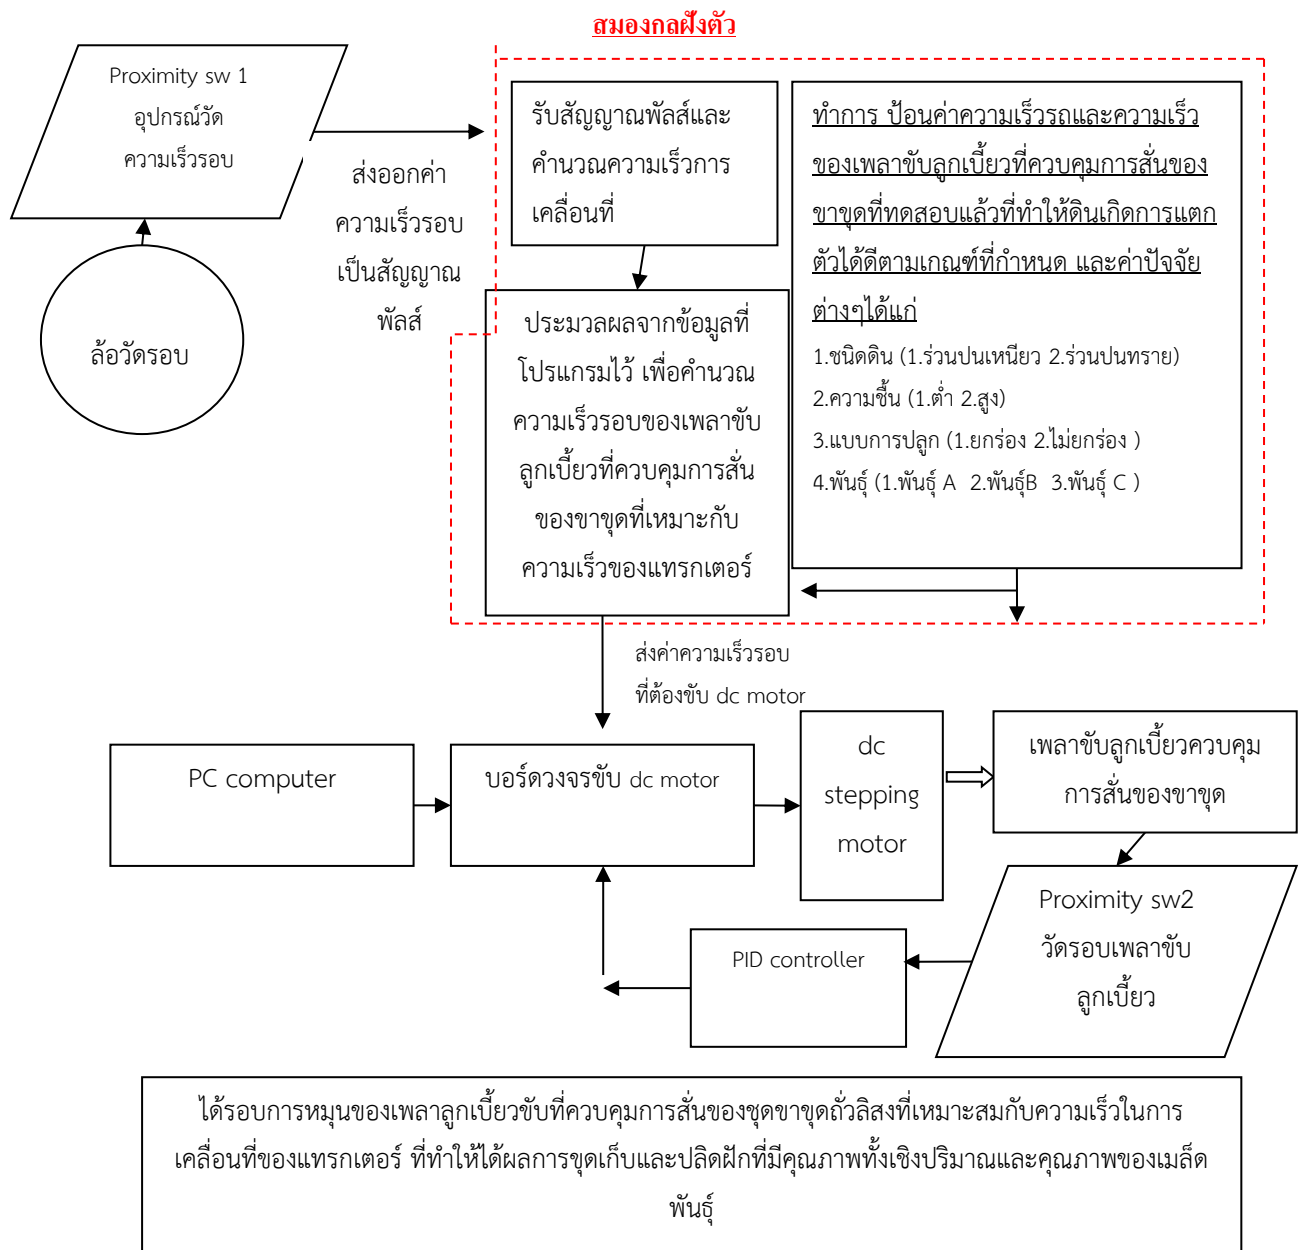 สมองกลฝังตัว
Proximity sw 1
อุปกรณ์วัด
ความเร็วรอบ
ล้อวัดรอบ
ส่งออกค่า
ความเร็วรอบ
เป็นสัญญาณ
พัลส์
รับสัญญาณพัลส์และ
คำนวณความเร็วการ
เคลื่อนที่
ประมวลผลจากข้อมูลที่
โปรแกรมไว้ เพื่อคำนวณ
ความเร็วรอบของเพลาขับ
ลูกเบี้ยวที่ควบคุมการสั่น
ของขาขุดที่เหมาะกับ
ความเร็วของแทรกเตอร์
ทำการ ป้อนค่าความเร็วรถและความเร็ว
ของเพลาขับลูกเบี้ยวที่ควบคุมการสั่นของ
ขาขุดที่ทดสอบแล้วที่ทำให้ดินเกิดการแตก
ตัวได้ดีตามเกณฑ์ที่กำหนด และค่าปัจจัย
ต่างๆได้แก่
1.ชนิดดิน (1.ร่วนปนเหนียว 2.ร่วนปนทราย)
2.ความชื้น (1.ต่ำ 2.สูง)
3.แบบการปลูก (1.ยกร่อง 2.ไม่ยกร่อง )
4.พันธุ์ (1.พันธุ์ A 2.พันธุ์B 3.พันธุ์ C )
ส่งค่าความเร็วรอบ
ที่ต้องขับ dc motor
PC computer
บอร์ดวงจรขับ dc motor
dc
stepping
motor
เพลาขับลูกเบี้ยวควบคุม
การสั่นของขาขุด
Proximity sw2
วัดรอบเพลาขับ
ลูกเบี้ยว
PID controller
ได้รอบการหมุนของเพลาลูกเบี้ยวขับที่ควบคุมการสั่นของชุดขาขุดถั่วลิสงที่เหมาะสมกับความเร็วในการ
เคลื่อนที่ของแทรกเตอร์ ที่ทำให้ได้ผลการขุดเก็บและปลิดฝักที่มีคุณภาพทั้งเชิงปริมาณและคุณภาพของเมล็ด
พันธุ์